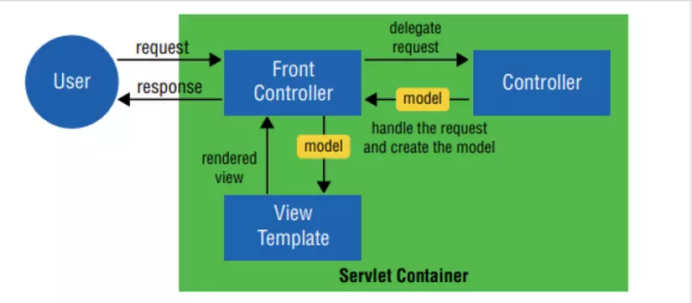 User
request
response
Front
Controller
delegate
request
Controller
model
handle the request
and create the model
model
rendered
view
View
Template
Servlet Container